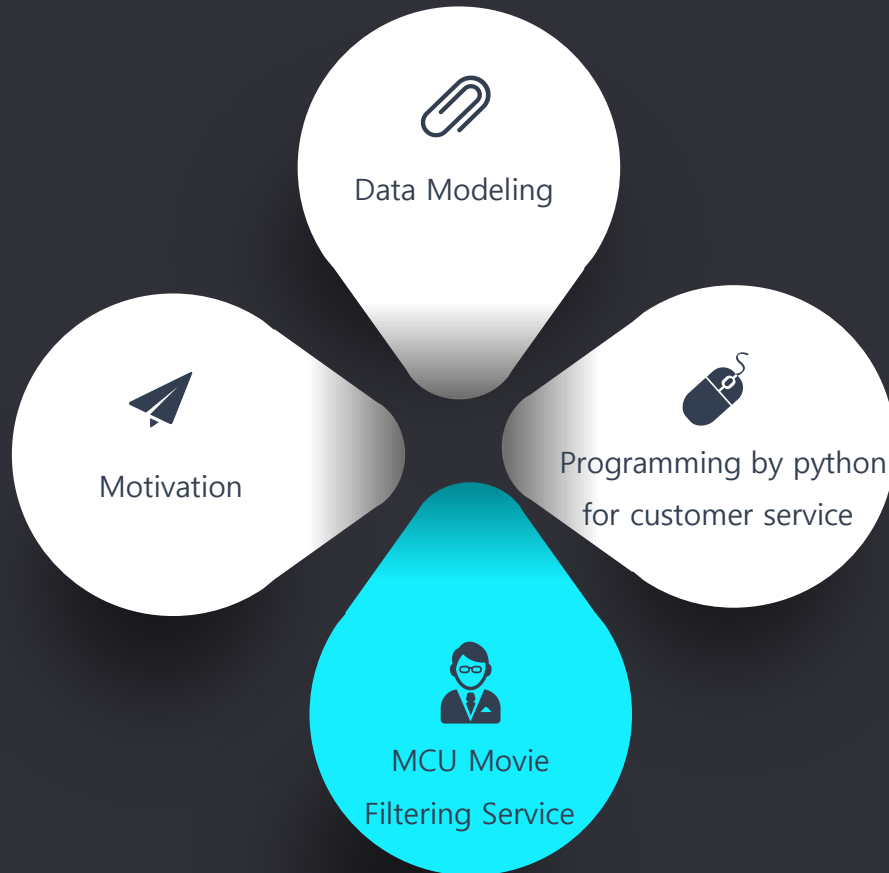 Data Modeling
Motivation
Programming by python
for customer service
MCU Movie
Filtering Service